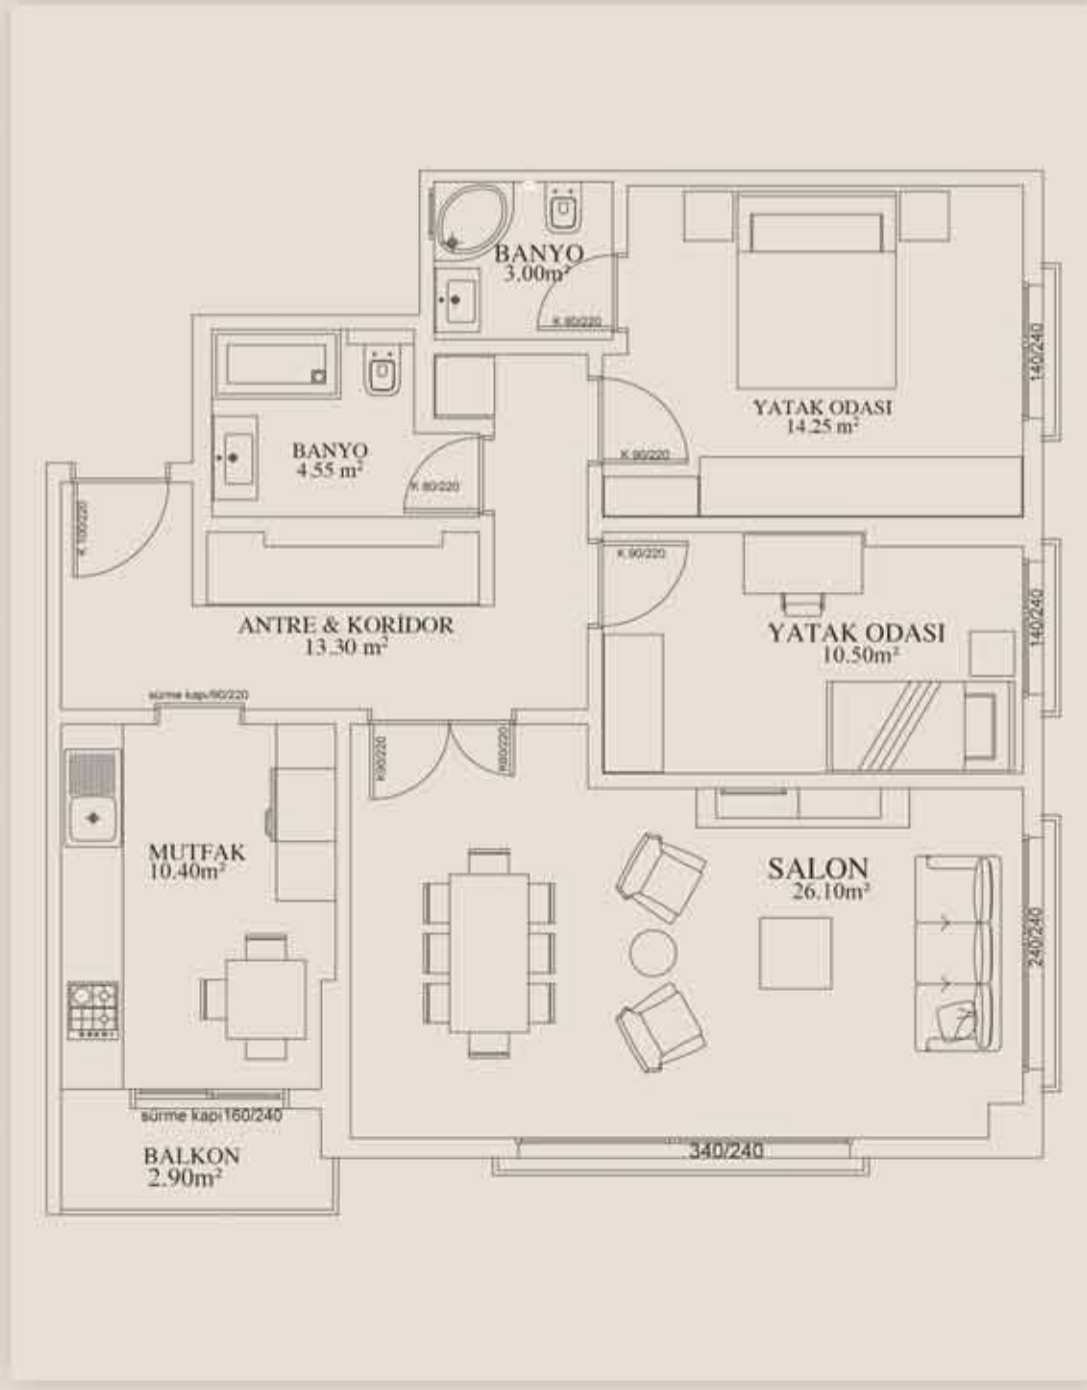 BANYO
3.00m²
K 80/220
140/240
YATAK ODASI
14.25 m²
K 90/220
BANYO
4.55 m²
K 80/220
K 100/220
K 90/220
140/240
YATAK ODASI
10.50m²
ANTRE & KORİDOR
13.30 m²
sürme kapı/90/220
K90/220
K60/220
MUTFAK
10.40m²
SALON
26.10m²
240/240
sürme kapı 160/240
340/240
BALKON
2.90m²